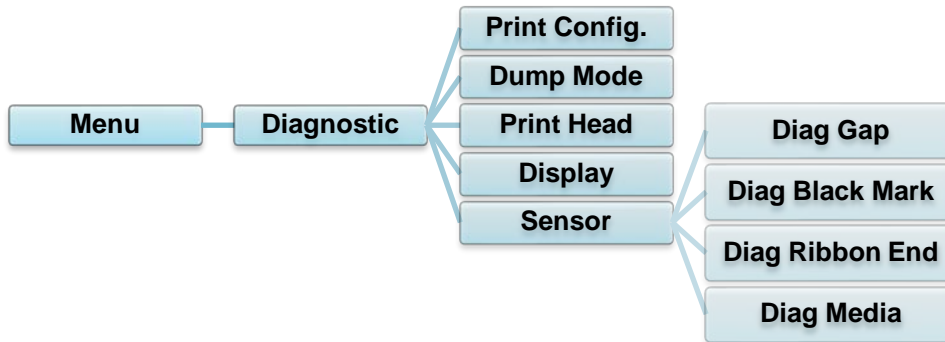 Menu
Diagnostic
Print Config.
Dump Mode
Print Head
Display
Sensor
Diag Gap
Diag Black Mark
Diag Ribbon End
Diag Media